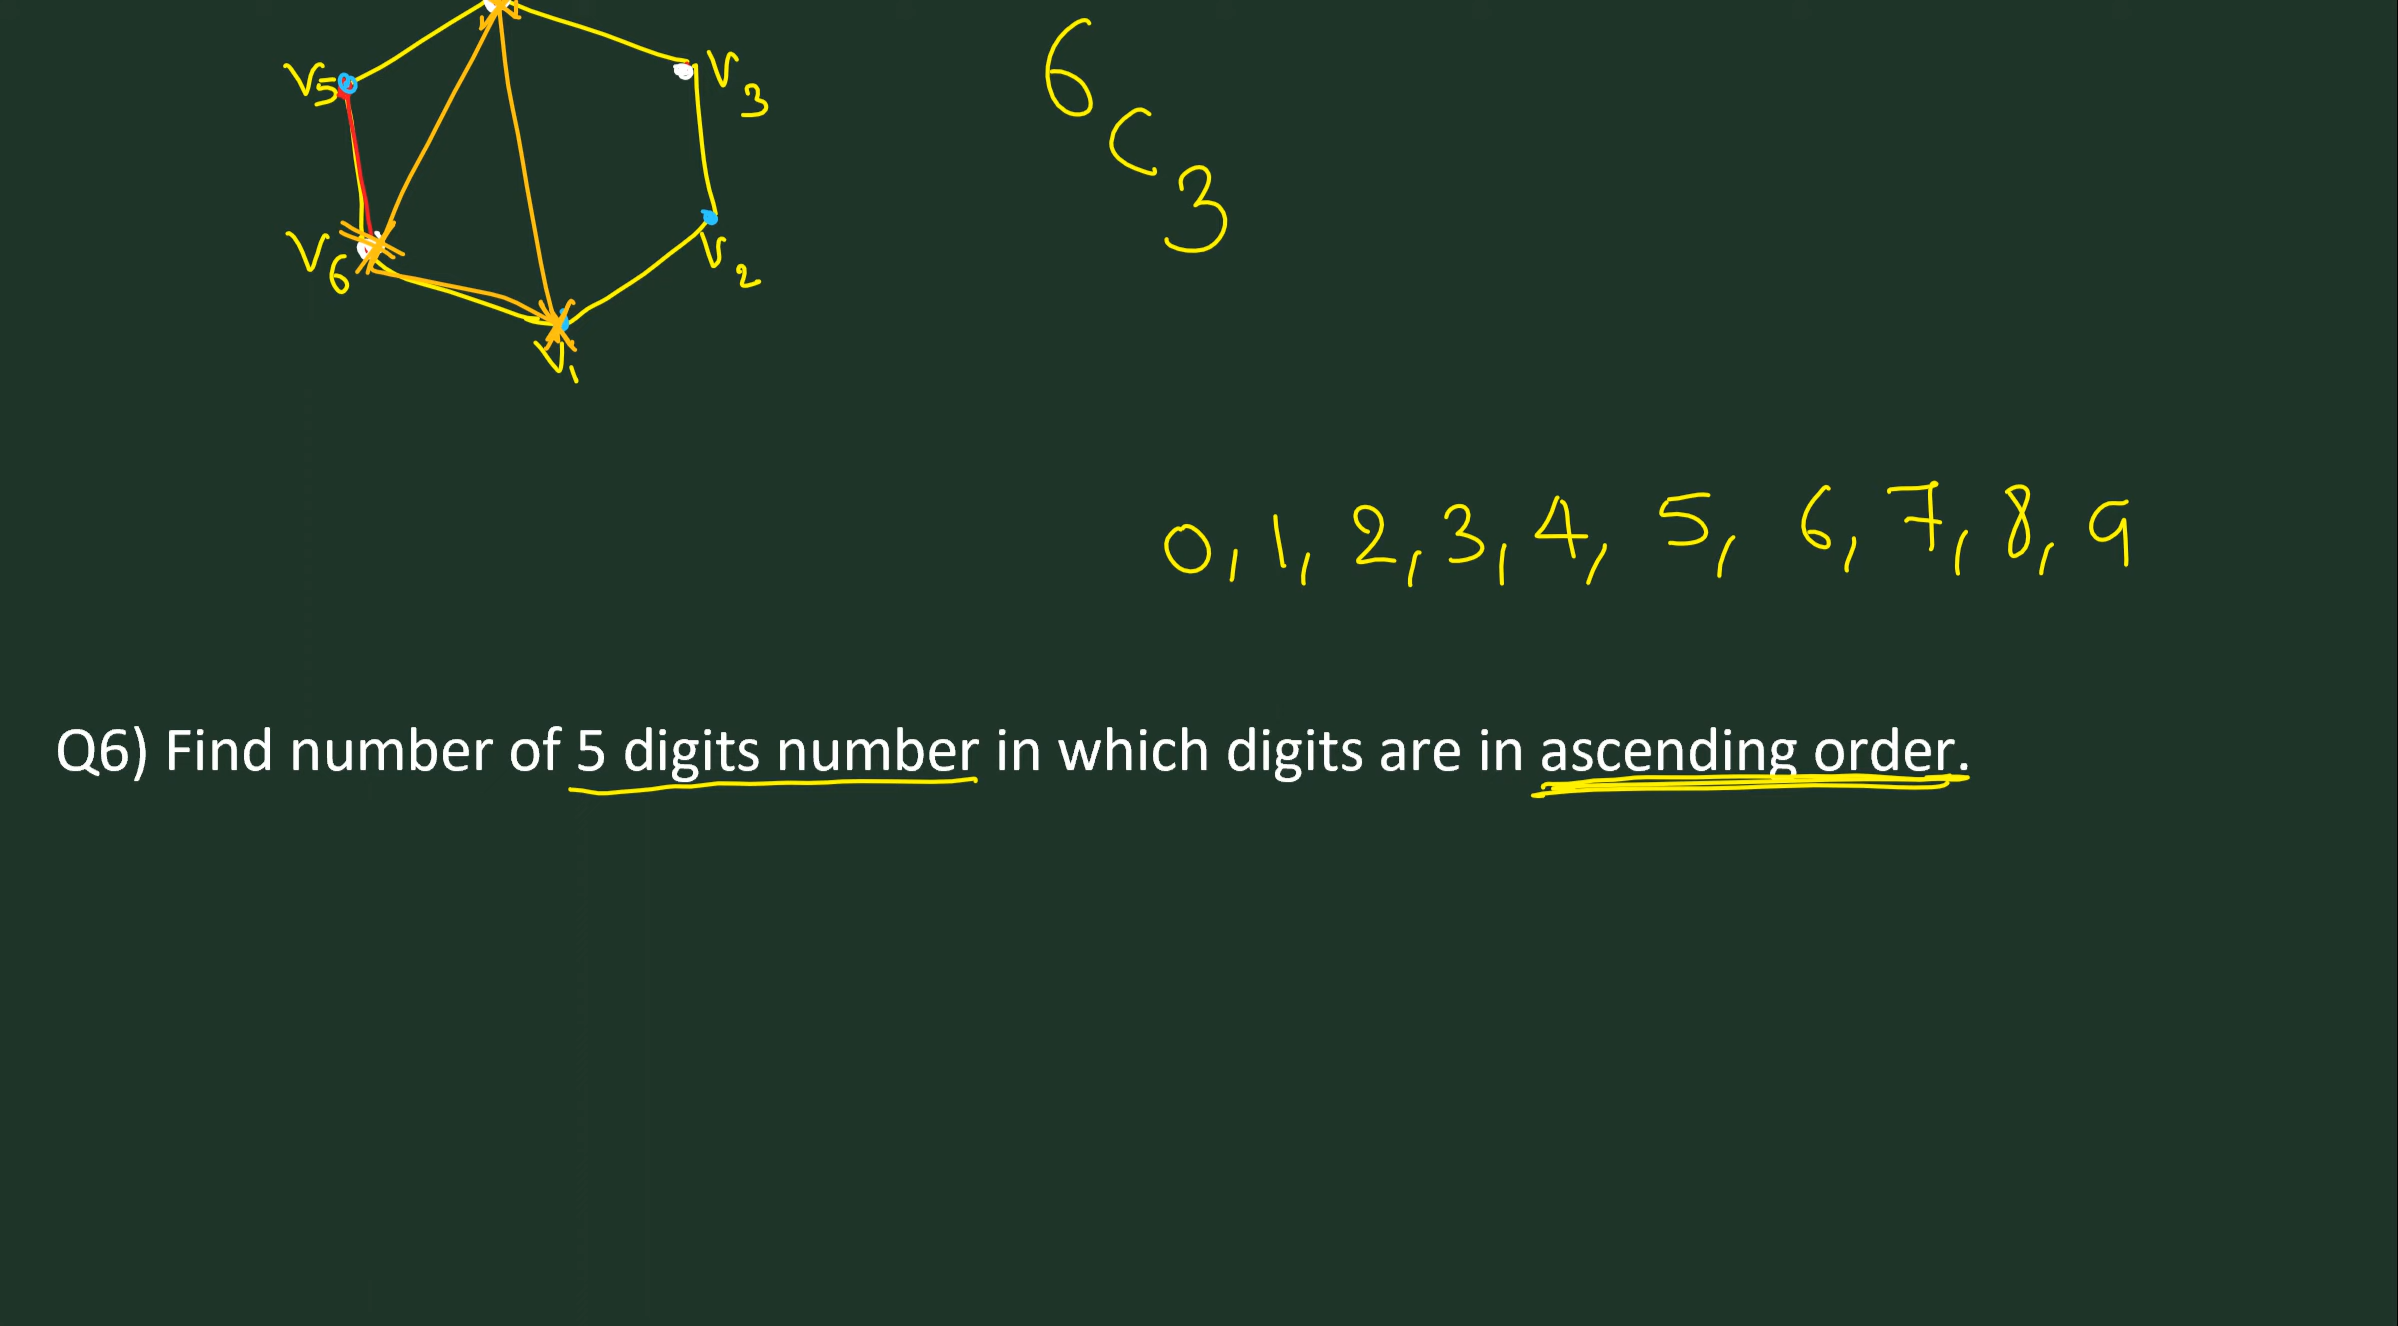 V5
V3
6C3
V6
V2
V1
0, 1, 2, 3, 4, 5, 6, 7, 8, 9
Q6) Find number of 5 digits number in which digits are in ascending order.